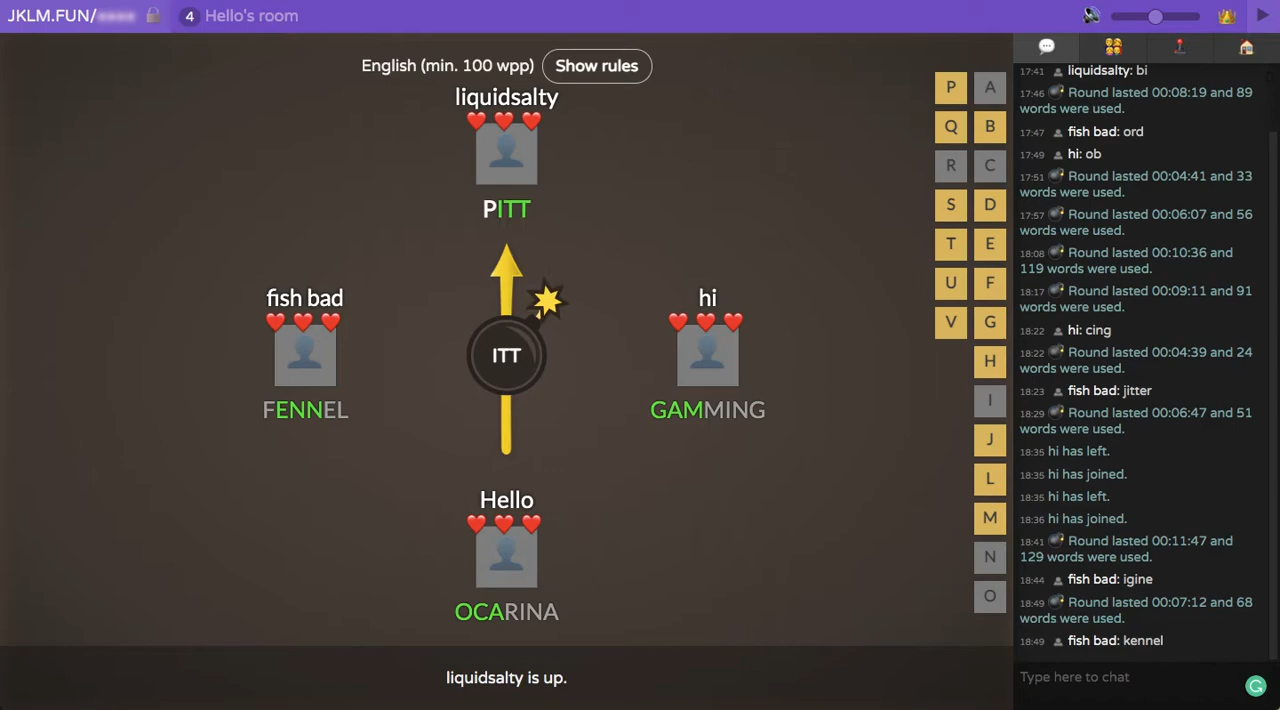 JKLM.FUN/
4 Hello's room
English (min. 100 wpp) Show rules
liquidsalty
PITT
fish bad
FENNEL
ITT
hi
GAMMING
Hello
OCARINA
liquidsalty is up.
P A
Q B
R C
S D
T E
U F
V G
H
I
J
L
M
N
O
17:41 liquidsalty: bi
17:46 Round lasted 00:08:19 and 89
words were used.
17:47 fish bad: ord
17:49 hi: ob
17:51 Round lasted 00:04:41 and 33
words were used.
17:57 Round lasted 00:06:07 and 56
words were used.
18:08 Round lasted 00:10:36 and
119 words were used.
18:17 Round lasted 00:09:11 and 91
words were used.
18:22 hi: cing
18:22 Round lasted 00:04:39 and 24
words were used.
18:23 fish bad: jitter
18:29 Round lasted 00:06:47 and 51
words were used.
18:35 hi has left.
18:35 hi has joined.
18:35 hi has left.
18:36 hi has joined.
18:41 Round lasted 00:11:47 and
129 words were used.
18:44 fish bad: igine
18:49 Round lasted 00:07:12 and 68
words were used.
18:49 fish bad: kennel
Type here to chat